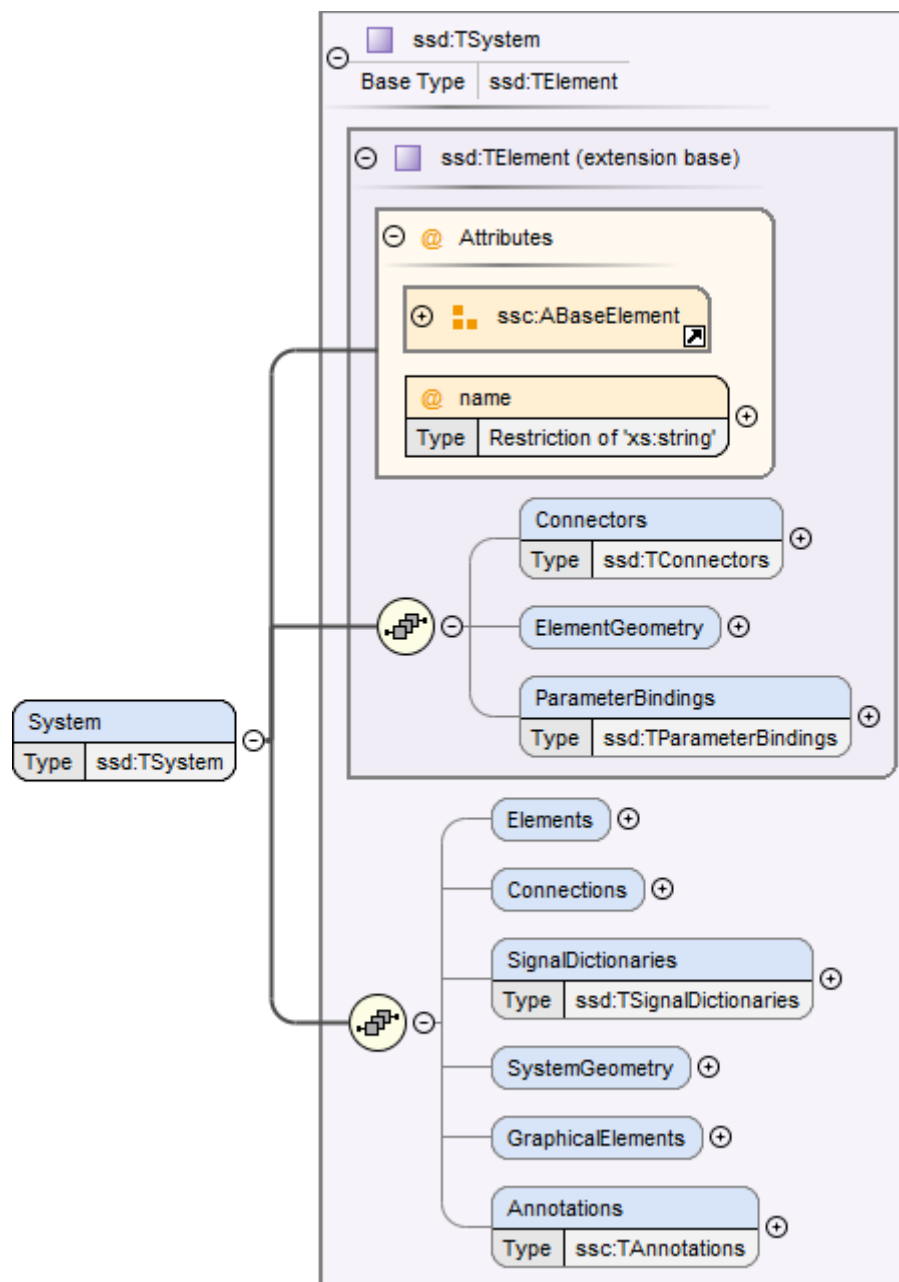 ssd:TSystem
Base Type ssd:TElement
ssd:TElement (extension base)
@ Attributes
ssc:ABaseElement
@ name
Type Restriction of 'xs:string'
Connectors
Type ssd:TConnectors
ElementGeometry
ParameterBindings
Type ssd:TParameterBindings
System
Type ssd:TSystem
Elements
Connections
SignalDictionaries
Type ssd:TSignalDictionaries
SystemGeometry
GraphicalElements
Annotations
Type ssc:TAnnotations